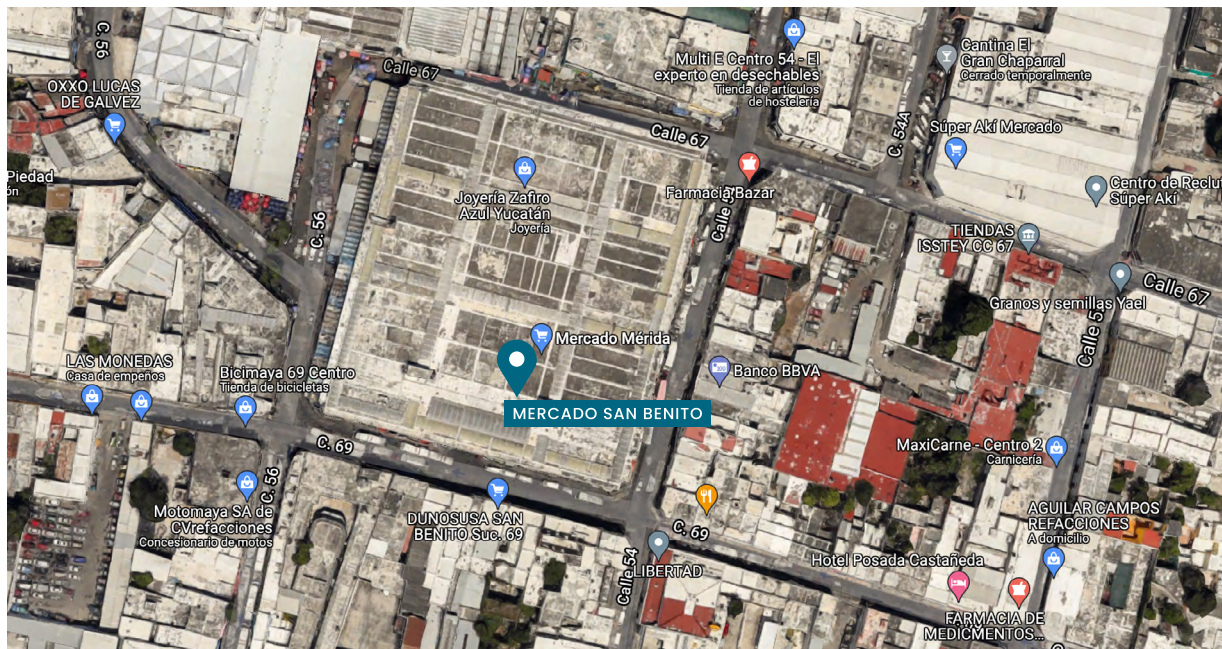 C. 56
OXXO LUCAS
DE GALVEZ
Calle 67
Multi E Centro 54 - El
experto en desechables
Tienda de artículos
de hostelería
Cantina El
Gran Chaparral
Cerrado temporalmente
C. 54A
Súper Akí Mercado
Calle 67
Piedad
ón
Joyería Zafiro
Azul Yucatán
Joyería
Farmacia Bazar
Centro de Reclut
Súper Akí
C. 56
Calle
TIENDAS
ISSTEY CC 67
Calle 67
Granos y semillas Yael
Calle
Mercado Mérida
LAS MONEDAS
Casa de empeños
Bicimaya 69 Centro
Tienda de bicicletas
Banco BBVA
MERCADO SAN BENITO
C. 69
MaxiCarne - Centro 2
Carnicería
C. 56
Motomaya SA de
CVrefacciones
Concesionario de motos
DUNOSUSA SAN
BENITO Suc. 69
C. 69
AGUILAR CAMPOS
REFACCIONES
A domicilio
Calle 54
LIBERTAD
Hotel Posada Castañeda
FARMACIA DE
MEDICMENTOS...